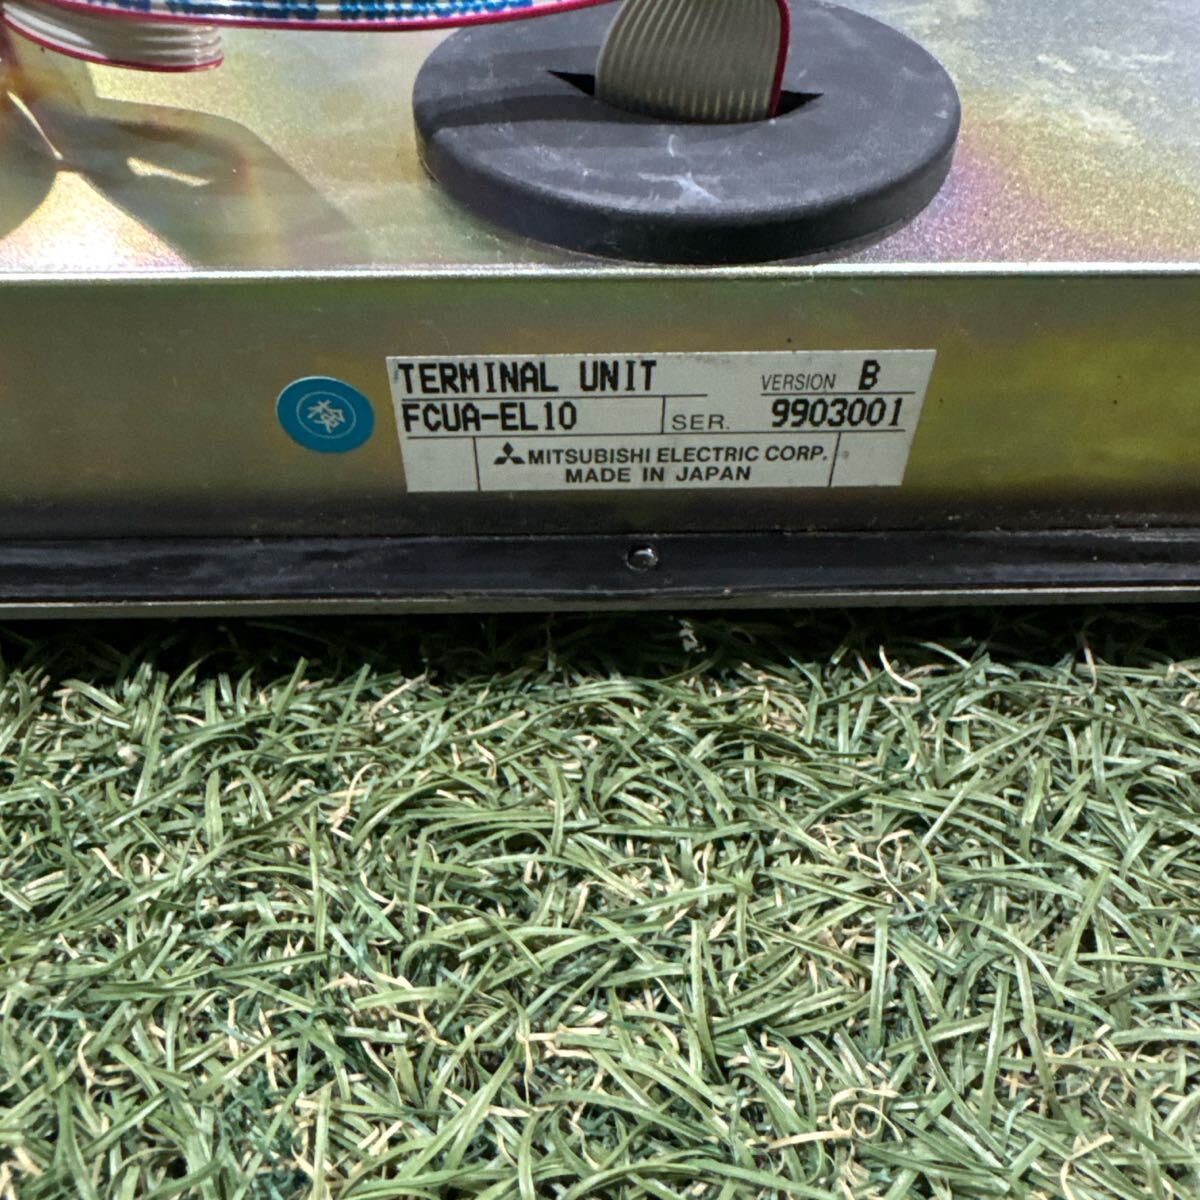 TERMINAL UNIT VERSION B
FCUA-EL10 SER. 9903001
MITSUBISHI ELECTRIC CORP.
MADE IN JAPAN
検